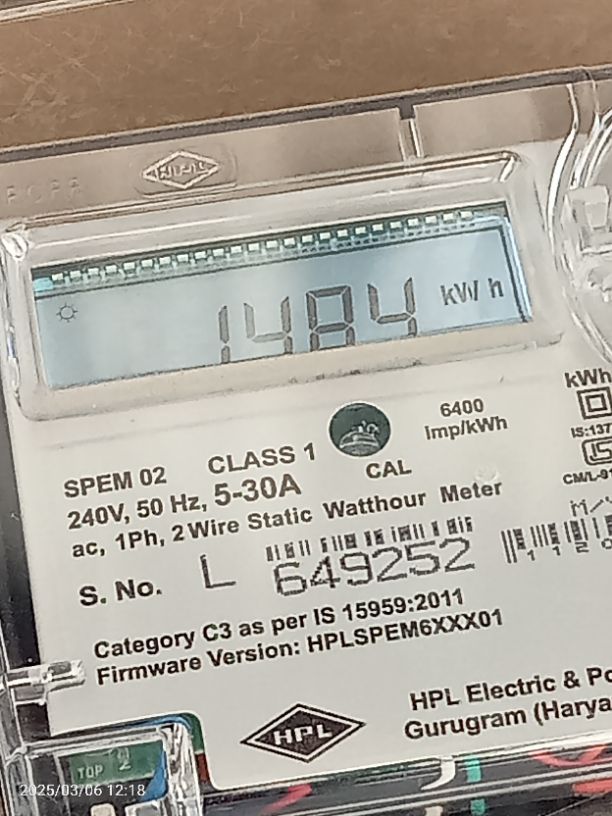 HPL
1484 kWh
6400
Imp/kWh
kWh
SPEM 02 CLASS 1
CAL
240V, 50 Hz, 5-30A
ac, 1Ph, 2 Wire Static Watthour Meter
S. No. L 649252
Category C3 as per IS 15959:2011
Firmware Version: HPLSPEM6XXX01
HPL
HPL Electric &
Gurugram
TOP
2025/03/06 12:18